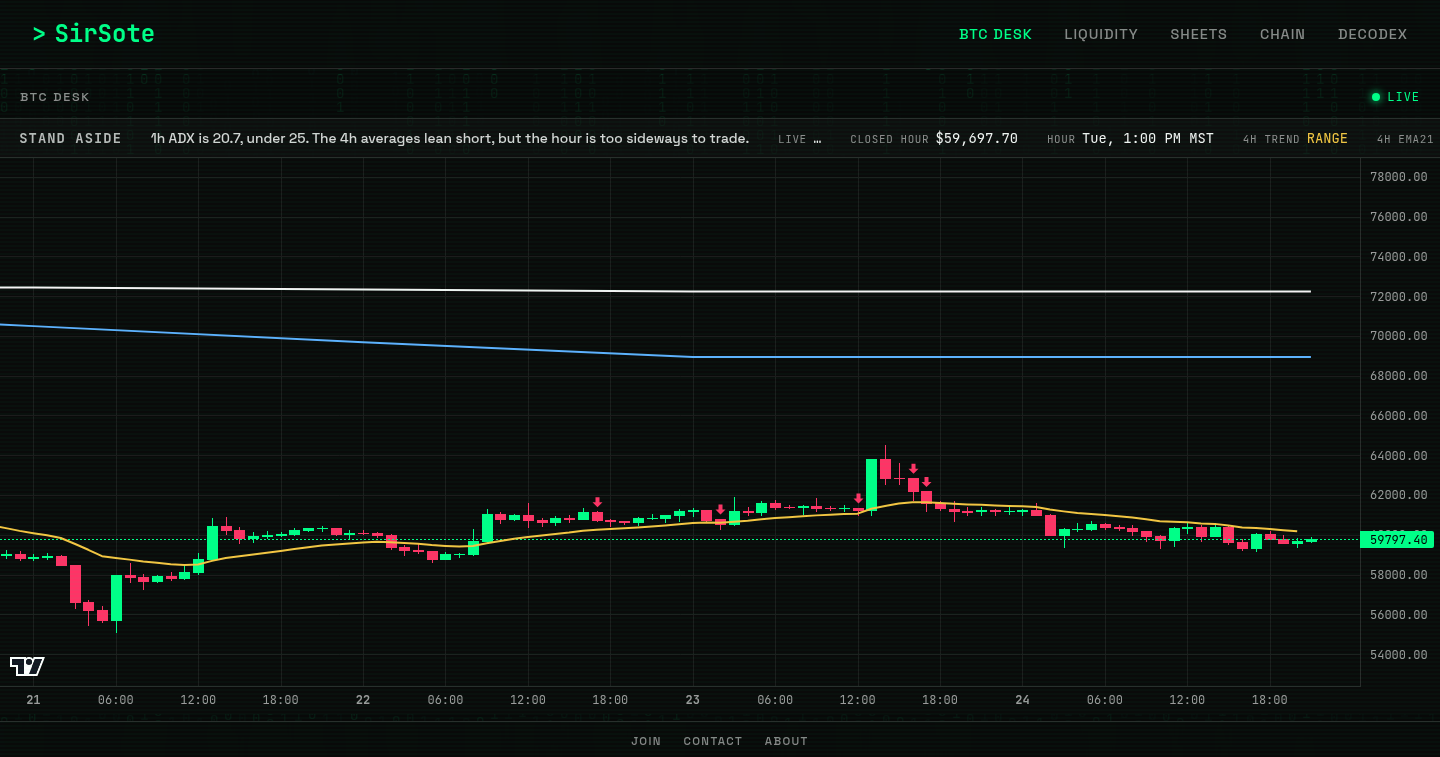 > SirSote
BTC DESK LIQUIDITY SHEETS CHAIN DECODEX
BTC DESK
LIVE
STAND ASIDE 1h ADX is 20.7, under 25. The 4h averages lean short, but the hour is too sideways to trade. LIVE … CLOSED HOUR $59,697.70 HOUR Tue, 1:00 PM MST 4H TREND RANGE 4H EMA21
78000.00
76000.00
74000.00
72000.00
70000.00
68000.00
66000.00
64000.00
62000.00
59797.40
58000.00
56000.00
54000.00
21 06:00 12:00 18:00 22 06:00 12:00 18:00 23 06:00 12:00 18:00 24 06:00 12:00 18:00
JOIN CONTACT ABOUT